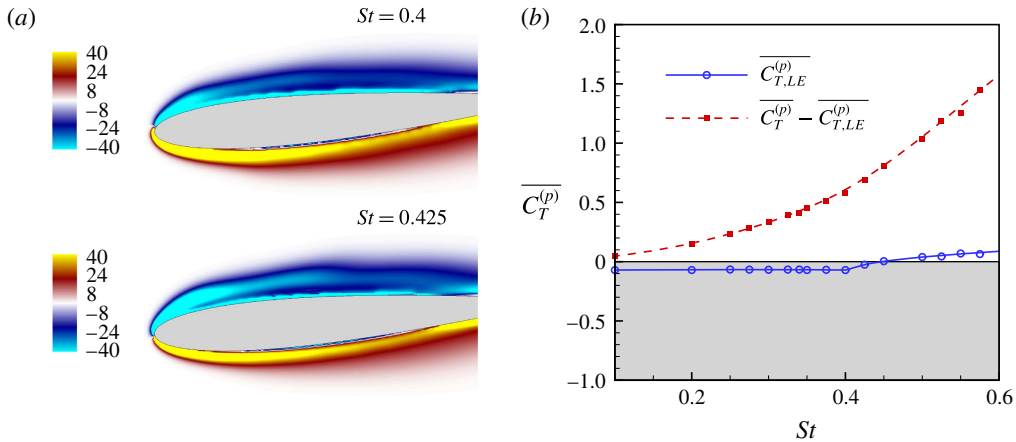 (a)
St = 0.4
40
24
8
−8
−24
−40
St = 0.425
40
24
8
−8
−24
−40
(b)
2.0
1.5
1.0
0.5
0
−0.5
−1.0
C_T^(p)
C_{T,LE}^(p)
C_T^(p) − C_{T,LE}^(p)
0.2
0.4
0.6
St